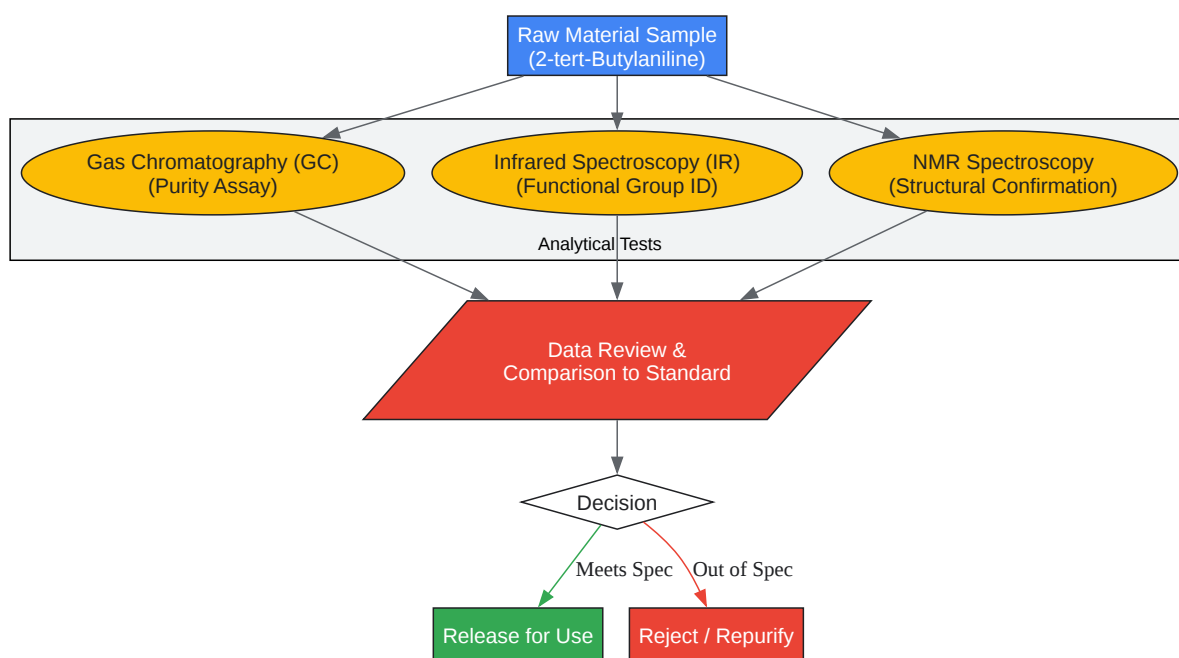 Raw Material Sample
(2-tert-Butylaniline)
Gas Chromatography (GC)
(Purity Assay)
Infrared Spectroscopy (IR)
(Functional Group ID)
NMR Spectroscopy
(Structural Confirmation)
Analytical Tests
Data Review &
Comparison to Standard
Decision
Meets Spec
Out of Spec
Release for Use
Reject / Repurify